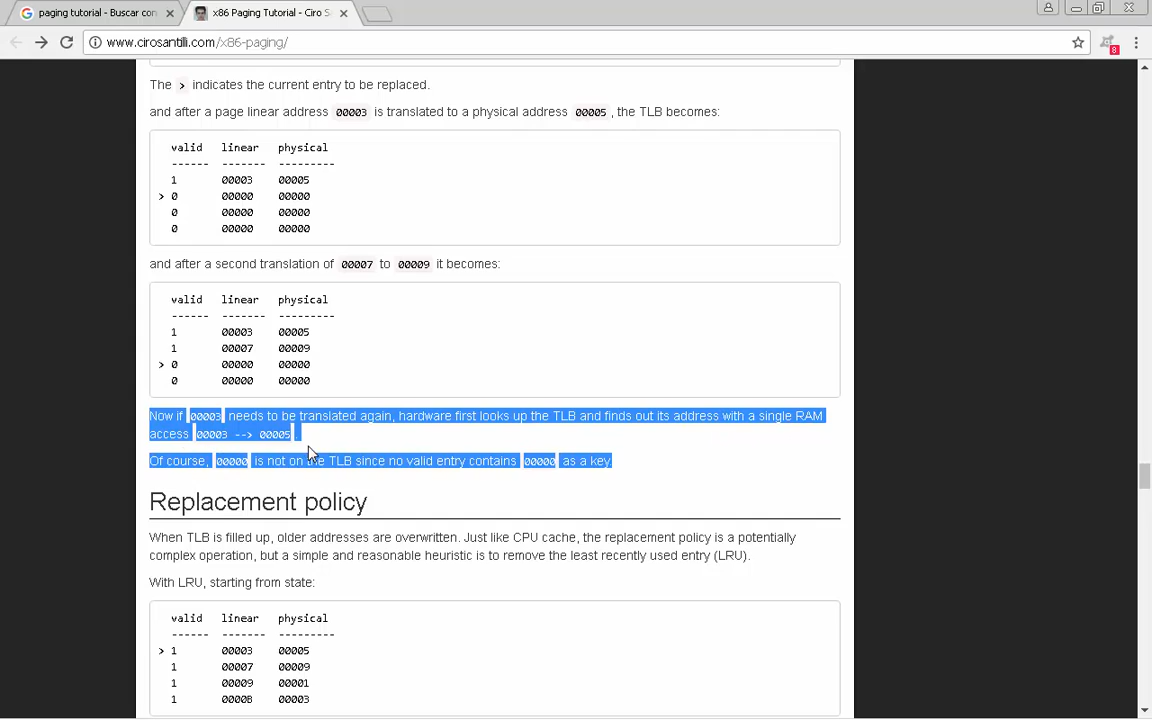 paging tutorial - Buscar con
x86 Paging Tutorial - Ciro S
www.cirosantilli.com/x86-paging/
8
The > indicates the current entry to be replaced.
and after a page linear address 00003 is translated to a physical address 00005 , the TLB becomes:
valid linear physical
------ ------- ---------
1 00003 00005
> 0 00000 00000
0 00000 00000
0 00000 00000
and after a second translation of 00007 to 00009 it becomes:
valid linear physical
------ ------- ---------
1 00003 00005
1 00007 00009
> 0 00000 00000
0 00000 00000
Now if 00003 needs to be translated again, hardware first looks up the TLB and finds out its address with a single RAM
access 00003 --> 00005 .
Of course, 00000 is not on the TLB since no valid entry contains 00000 as a key.
Replacement policy
When TLB is filled up, older addresses are overwritten. Just like CPU cache, the replacement policy is a potentially
complex operation, but a simple and reasonable heuristic is to remove the least recently used entry (LRU).
With LRU, starting from state:
valid linear physical
------ ------- ---------
> 1 00003 00005
1 00007 00009
1 00009 00001
1 0000B 00003